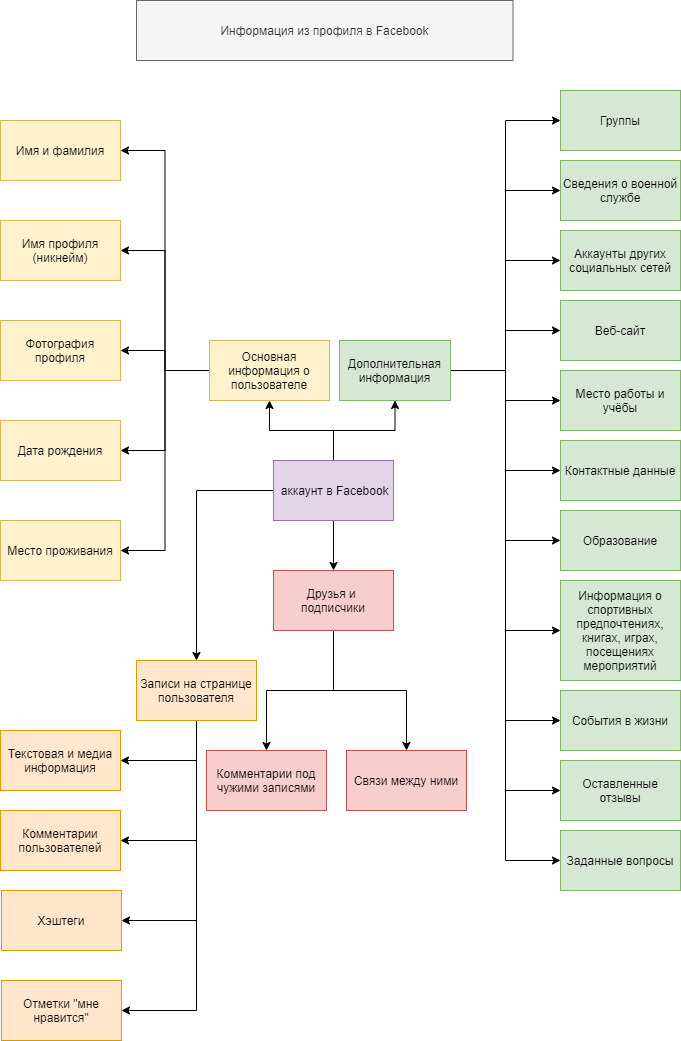 Информация из профиля в Facebook
Имя и фамилия
Имя профиля
(никнейм)
Фотография
профиля
Дата рождения
Место проживания
Основная
информация о
пользователе
Дополнительная
информация
аккаунт в Facebook
Друзья и
подписчики
Записи на странице
пользователя
Комментарии под
чужими записями
Связи между ними
Текстовая и медиа
информация
Комментарии
пользователей
Хэштеги
Отметки "мне
нравится"
Группы
Сведения о военной
службе
Аккаунты других
социальных сетей
Веб-сайт
Место работы и
учёбы
Контактные данные
Образование
Информация о
спортивных
предпочтениях,
книгах, играх,
посещениях
мероприятий
События в жизни
Оставленные
отзывы
Заданные вопросы